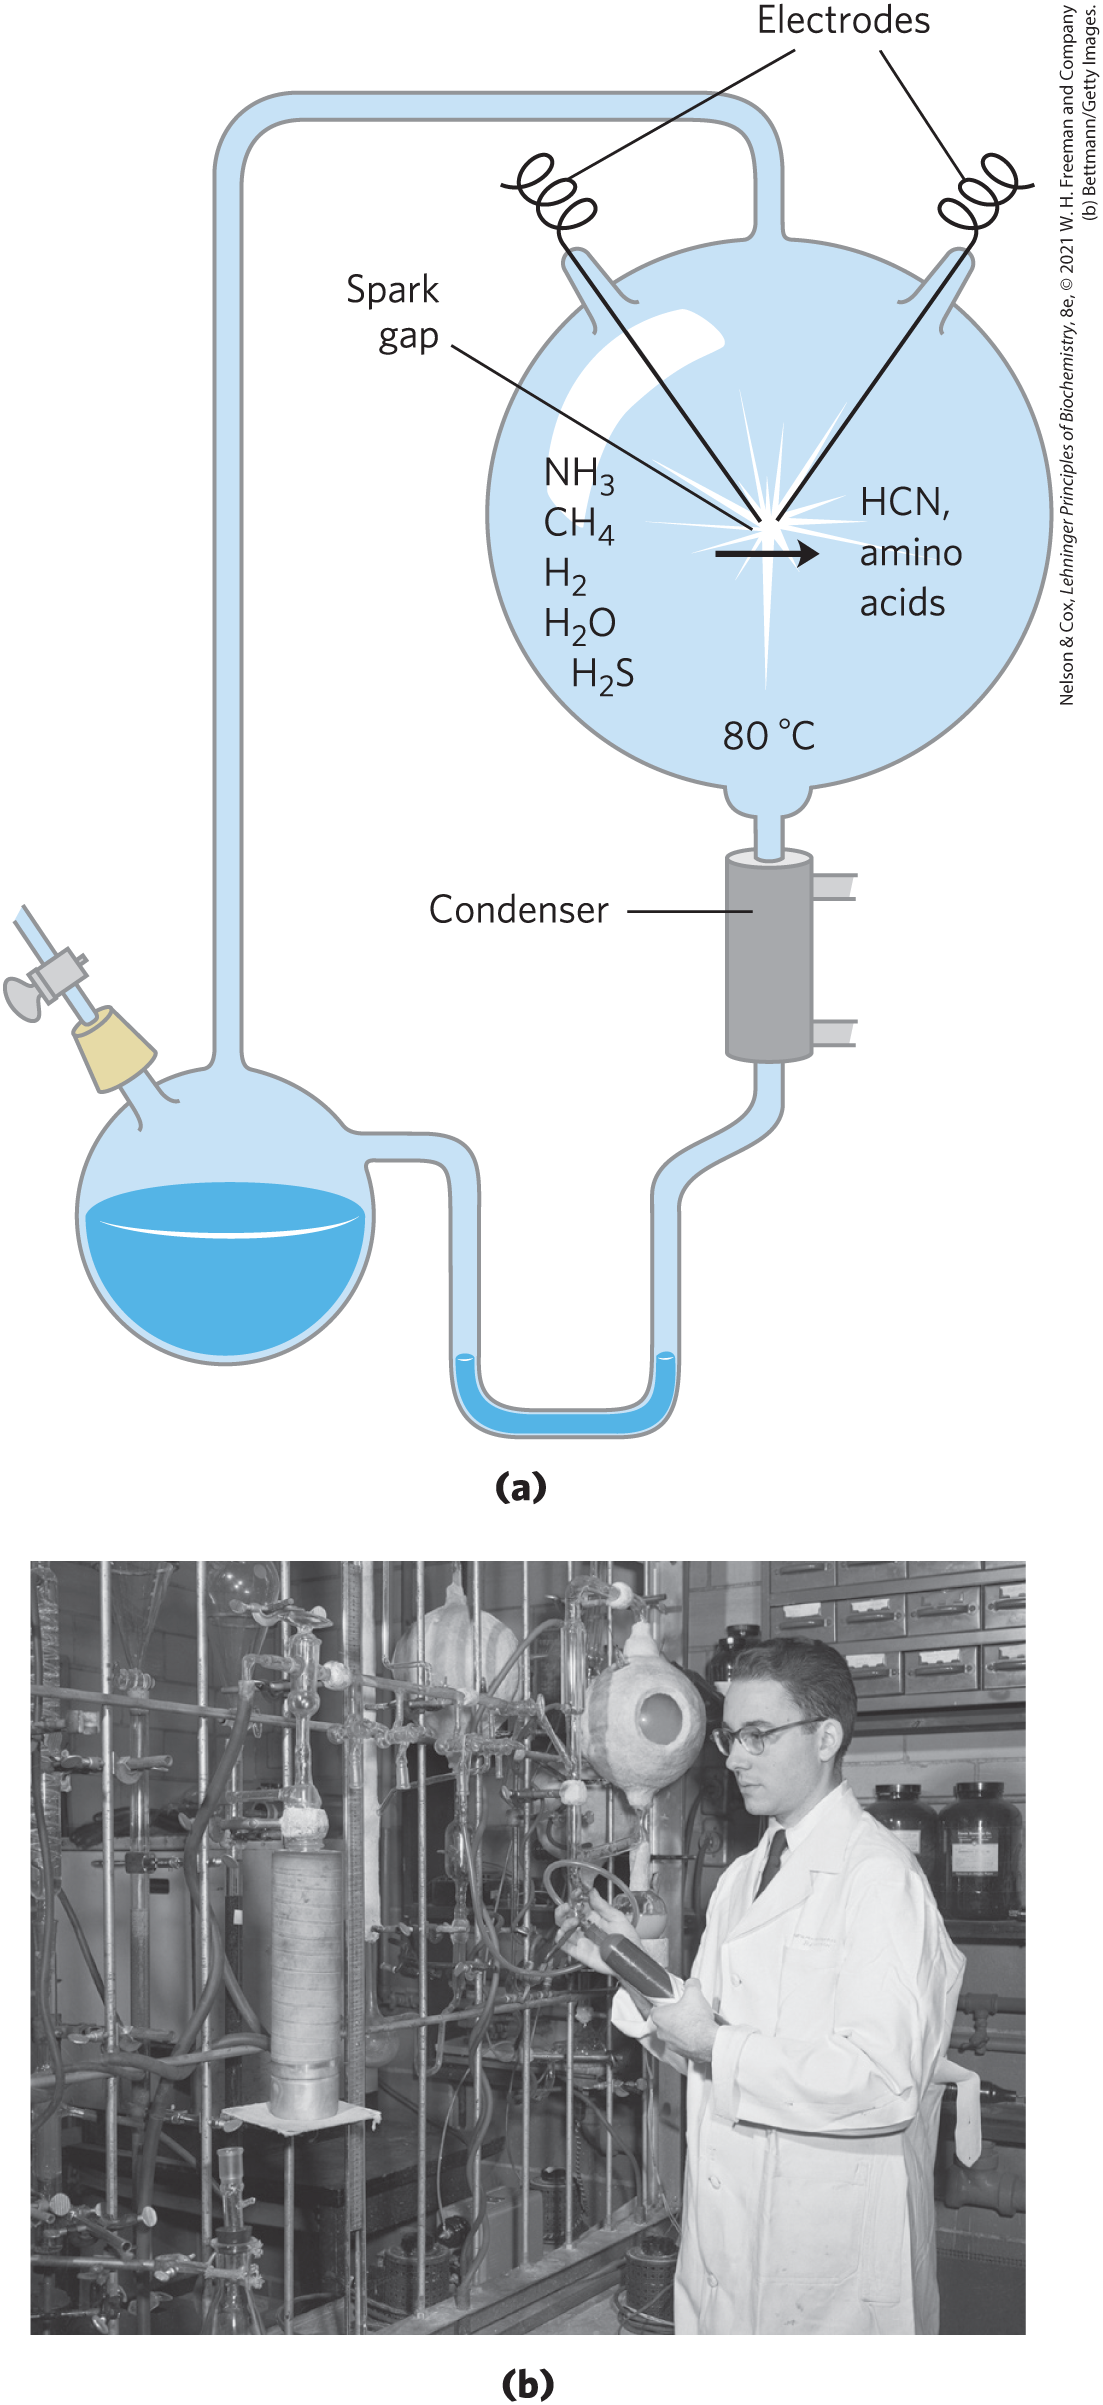 Electrodes
Spark
gap
NH₃
CH₄
H₂
H₂O
H₂S
HCN,
amino
acids
80 °C
Condenser
(a)
(b)
Nelson & Cox, Lehninger Principles of Biochemistry, 8e, © 2021 W. H. Freeman and Company
(b) Bettmann/Getty Images.